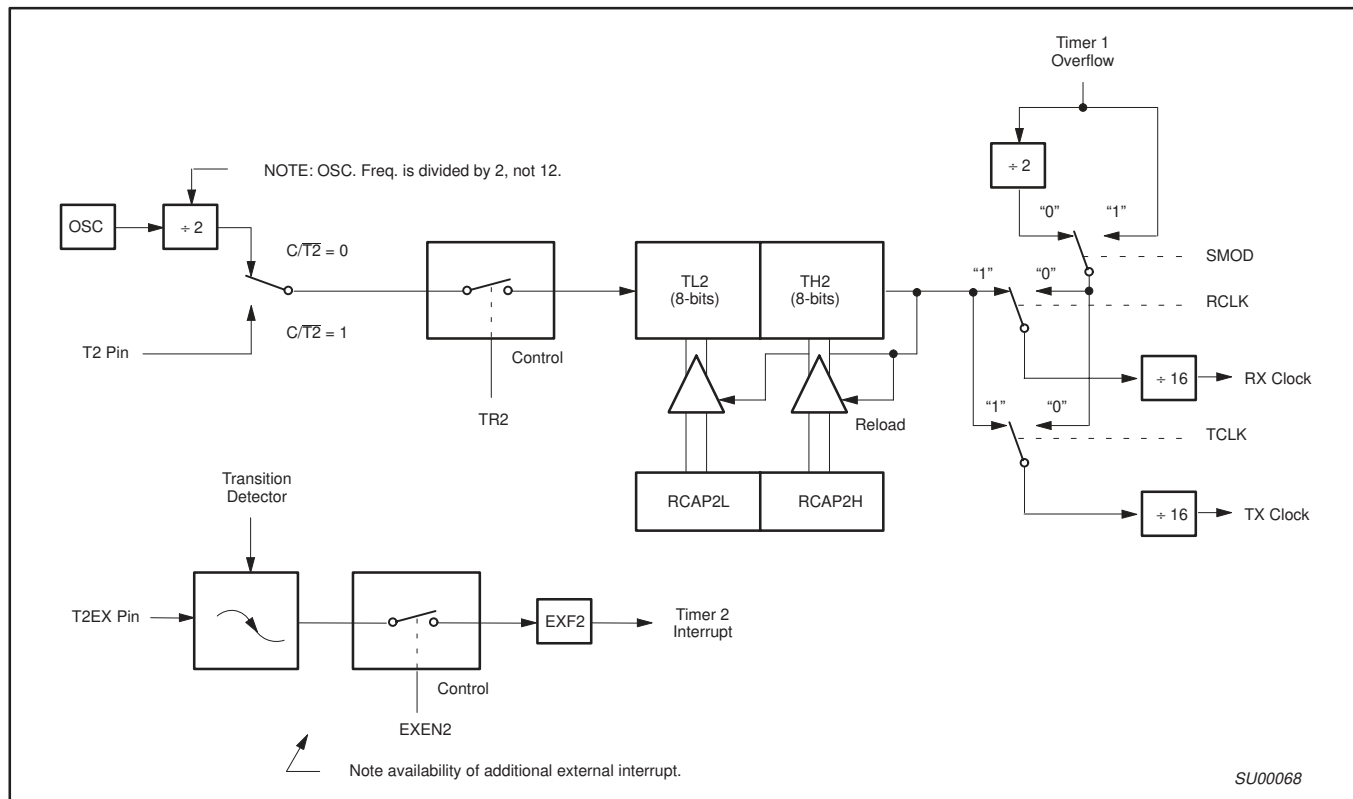 Timer 1
Overflow
÷ 2
NOTE: OSC. Freq. is divided by 2, not 12.
OSC
÷ 2
“0”
“1”
C/T̅2̅ = 0
SMOD
TL2
(8-bits)
TH2
(8-bits)
“1”
“0”
RCLK
C/T̅2̅ = 1
T2 Pin
Control
÷ 16
RX Clock
TR2
Reload
“1”
“0”
TCLK
Transition
Detector
RCAP2L
RCAP2H
÷ 16
TX Clock
T2EX Pin
EXF2
Timer 2
Interrupt
Control
EXEN2
Note availability of additional external interrupt.
SU00068